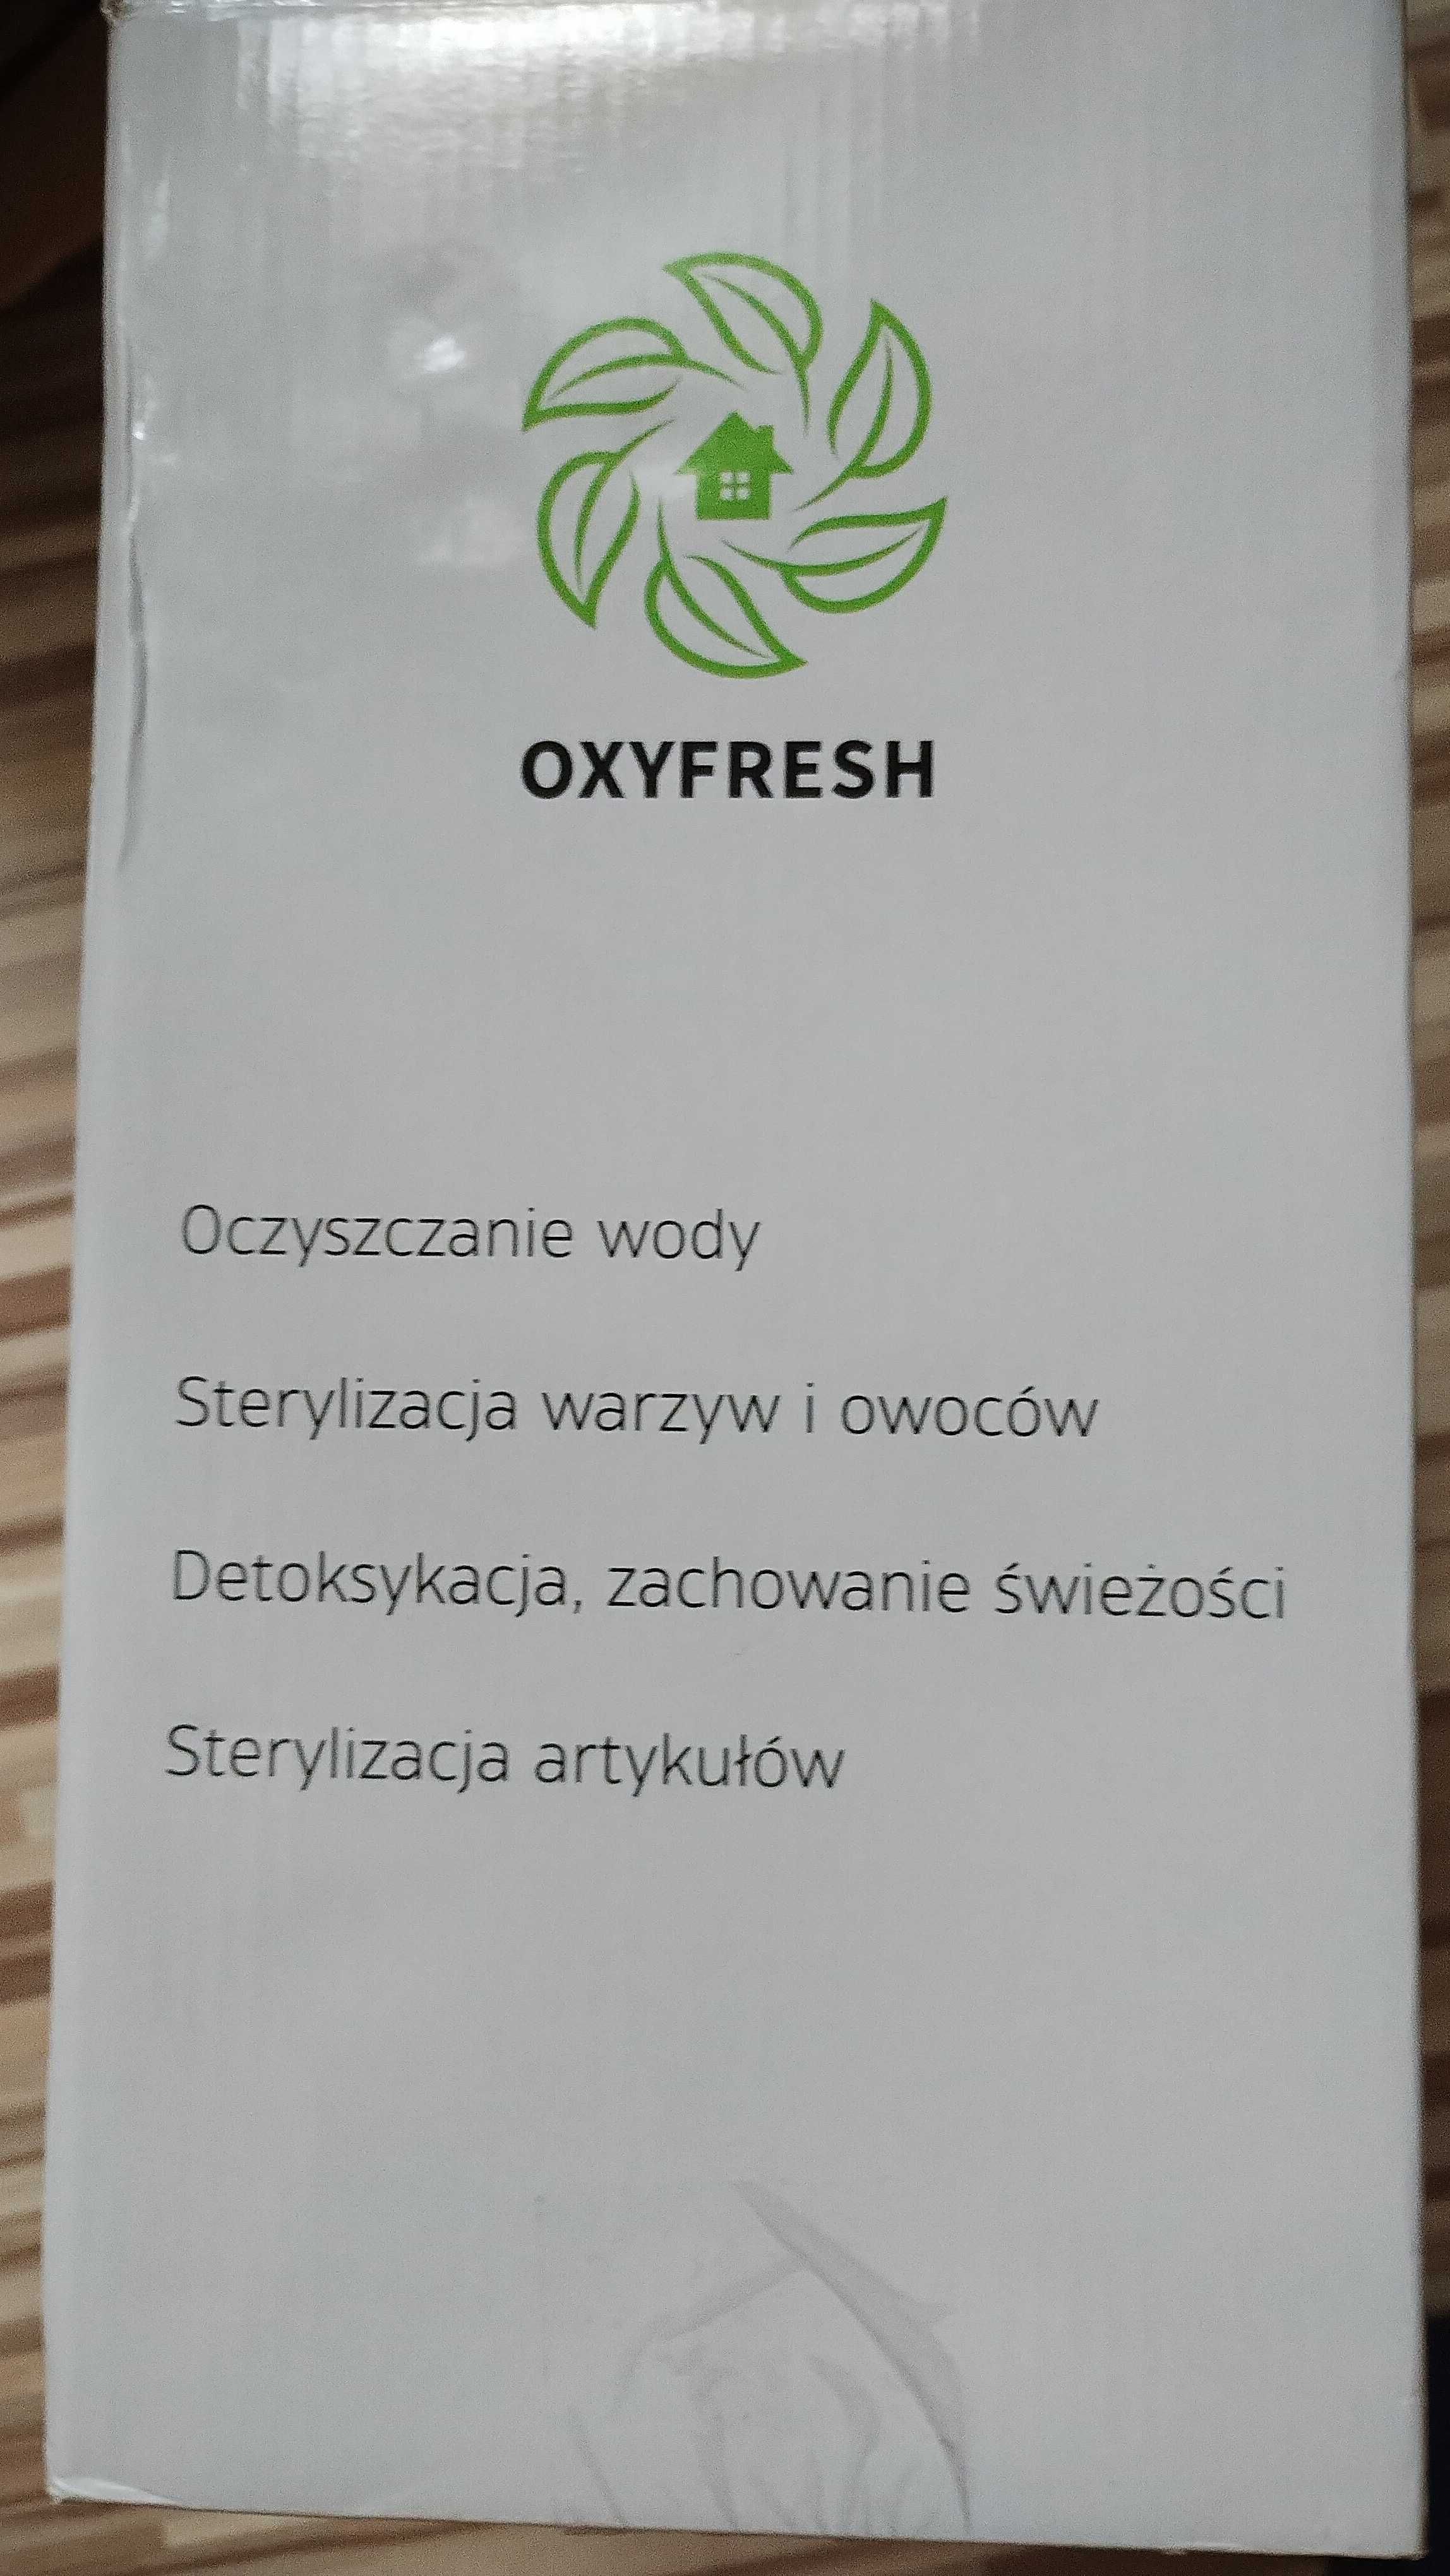 OXYFRESH
Oczyszczanie wody
Sterylizacja warzyw i owoców
Detoksykacja, zachowanie świeżości
Sterylizacja artykułów